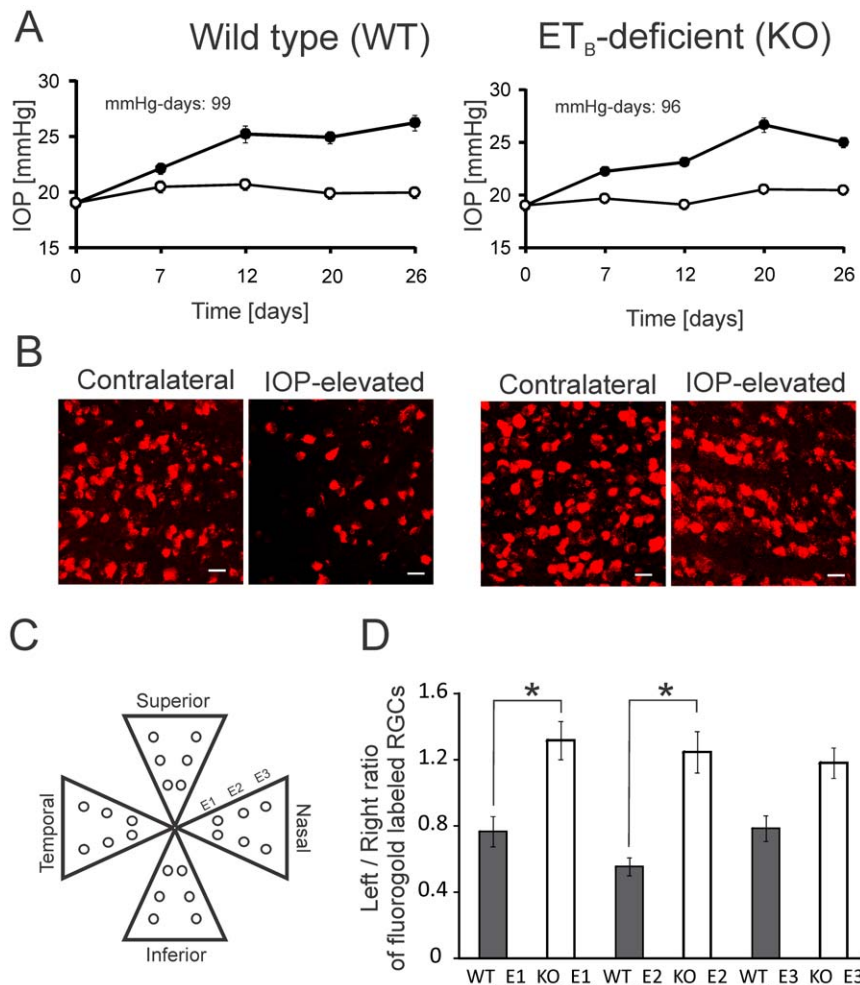 A
Wild type (WT)
ET_B-deficient (KO)
mmHg-days: 99
IOP [mmHg]
30
25
20
15
0 7 12 20 26
Time [days]
mmHg-days: 96
IOP [mmHg]
30
25
20
15
0 7 12 20 26
Time [days]
B
Contralateral IOP-elevated
Contralateral IOP-elevated
C
Superior
Temporal
E1 E2 E3
Nasal
Inferior
D
Left / Right ratio
of fluorogold labeled RGCs
1.6
1.2
0.8
0.4
0
* *
WT E1 KO E1 WT E2 KO E2 WT E3 KO E3